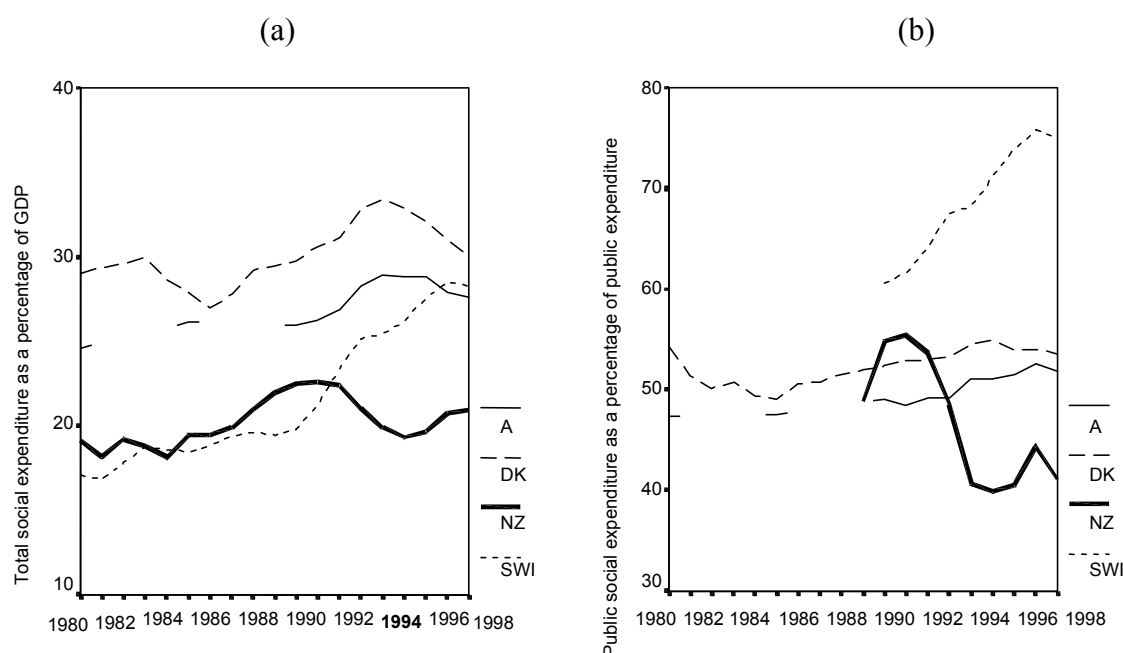 (a)
Total social expenditure as a percentage of GDP
40
30
20
10
1980 1982 1984 1986 1988 1990 1992 1994 1996 1998
A
DK
NZ
SWI
(b)
Public social expenditure as a percentage of public expenditure
80
70
60
50
40
30
1980 1982 1984 1986 1988 1990 1992 1994 1996 1998
A
DK
NZ
SWI